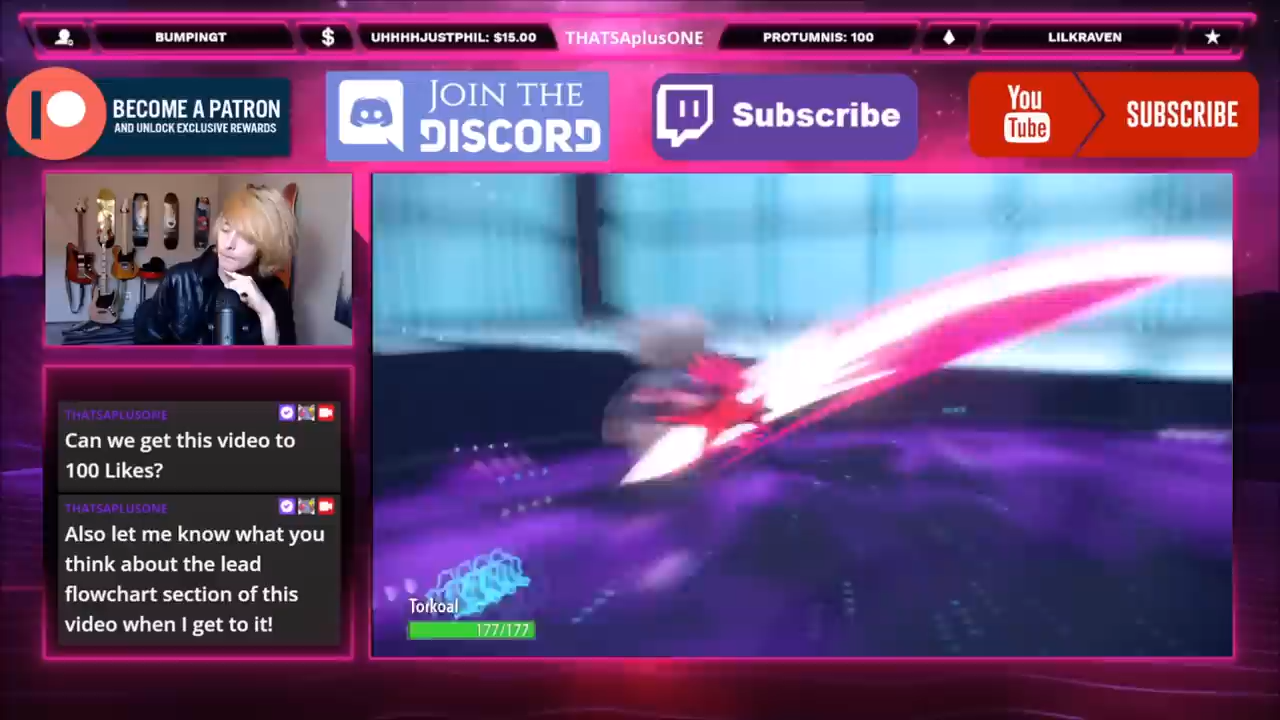 BUMPINGT
$
UHHHHJUSTPHIL: $15.00
THATSAplusONE
PROTUMNIS: 100
LILKRAVEN
BECOME A PATRON
AND UNLOCK EXCLUSIVE REWARDS
JOIN THE
DISCORD
Subscribe
You
Tube
SUBSCRIBE
THATSAPLUSONE
Can we get this video to
100 Likes?
THATSAPLUSONE
Also let me know what you
think about the lead
flowchart section of this
video when I get to it!
Torkoal
177/177